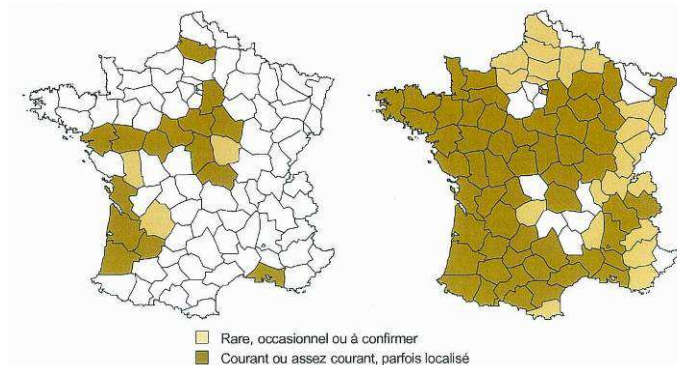 Rare, occasionnel ou à confirmer
Courant ou assez courant, parfois localisé